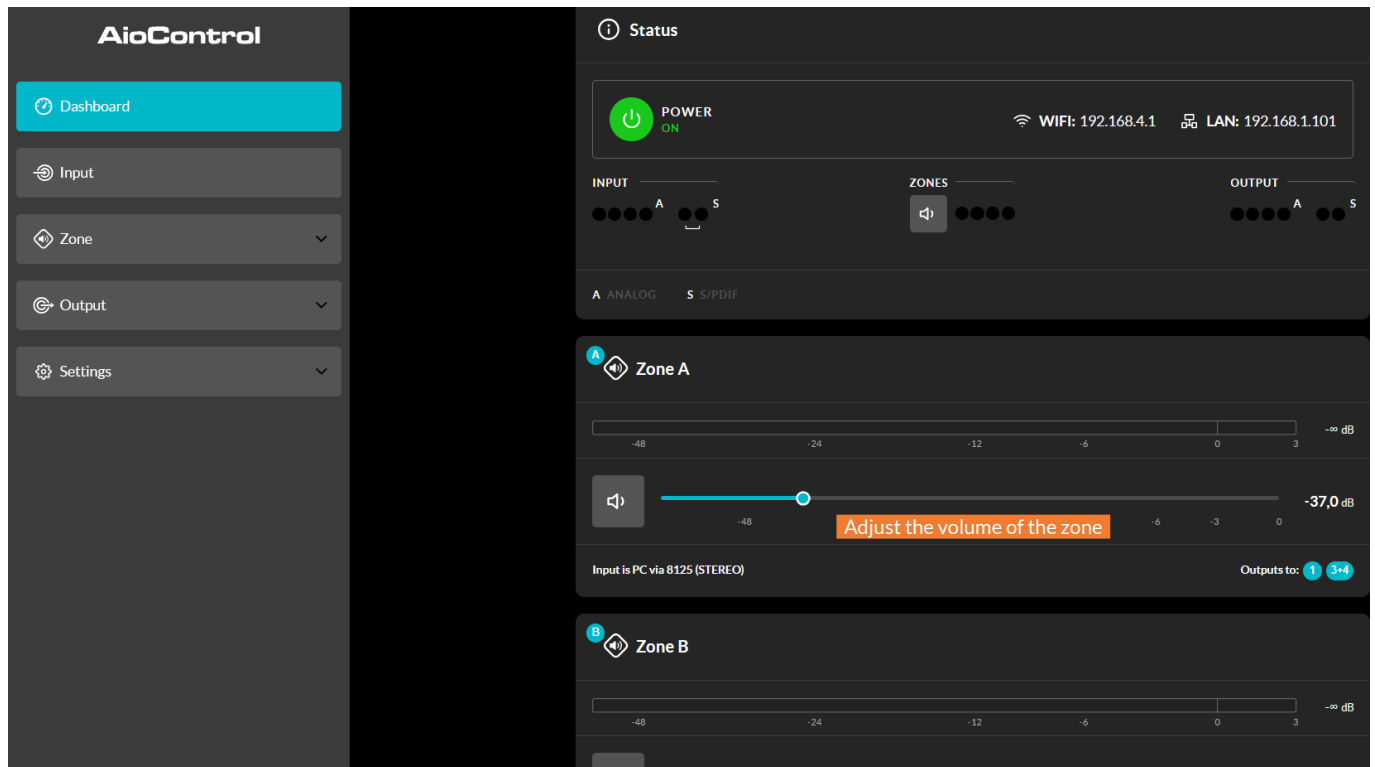 AioControl
Dashboard
Input
Zone
Output
Settings
Status
POWER
ON
WIFI: 192.168.4.1 LAN: 192.168.1.101
INPUT ZONES OUTPUT
A S A S
A ANALOG S S/PDIF
A
Zone A
-∞ dB
-48 -24 -12 -6 0 3
-37,0 dB
-48 -6 -3 0
Adjust the volume of the zone
Input is PC via 8125 (STEREO) Outputs to: 1 3+4
B
Zone B
-∞ dB
-48 -24 -12 -6 0 3